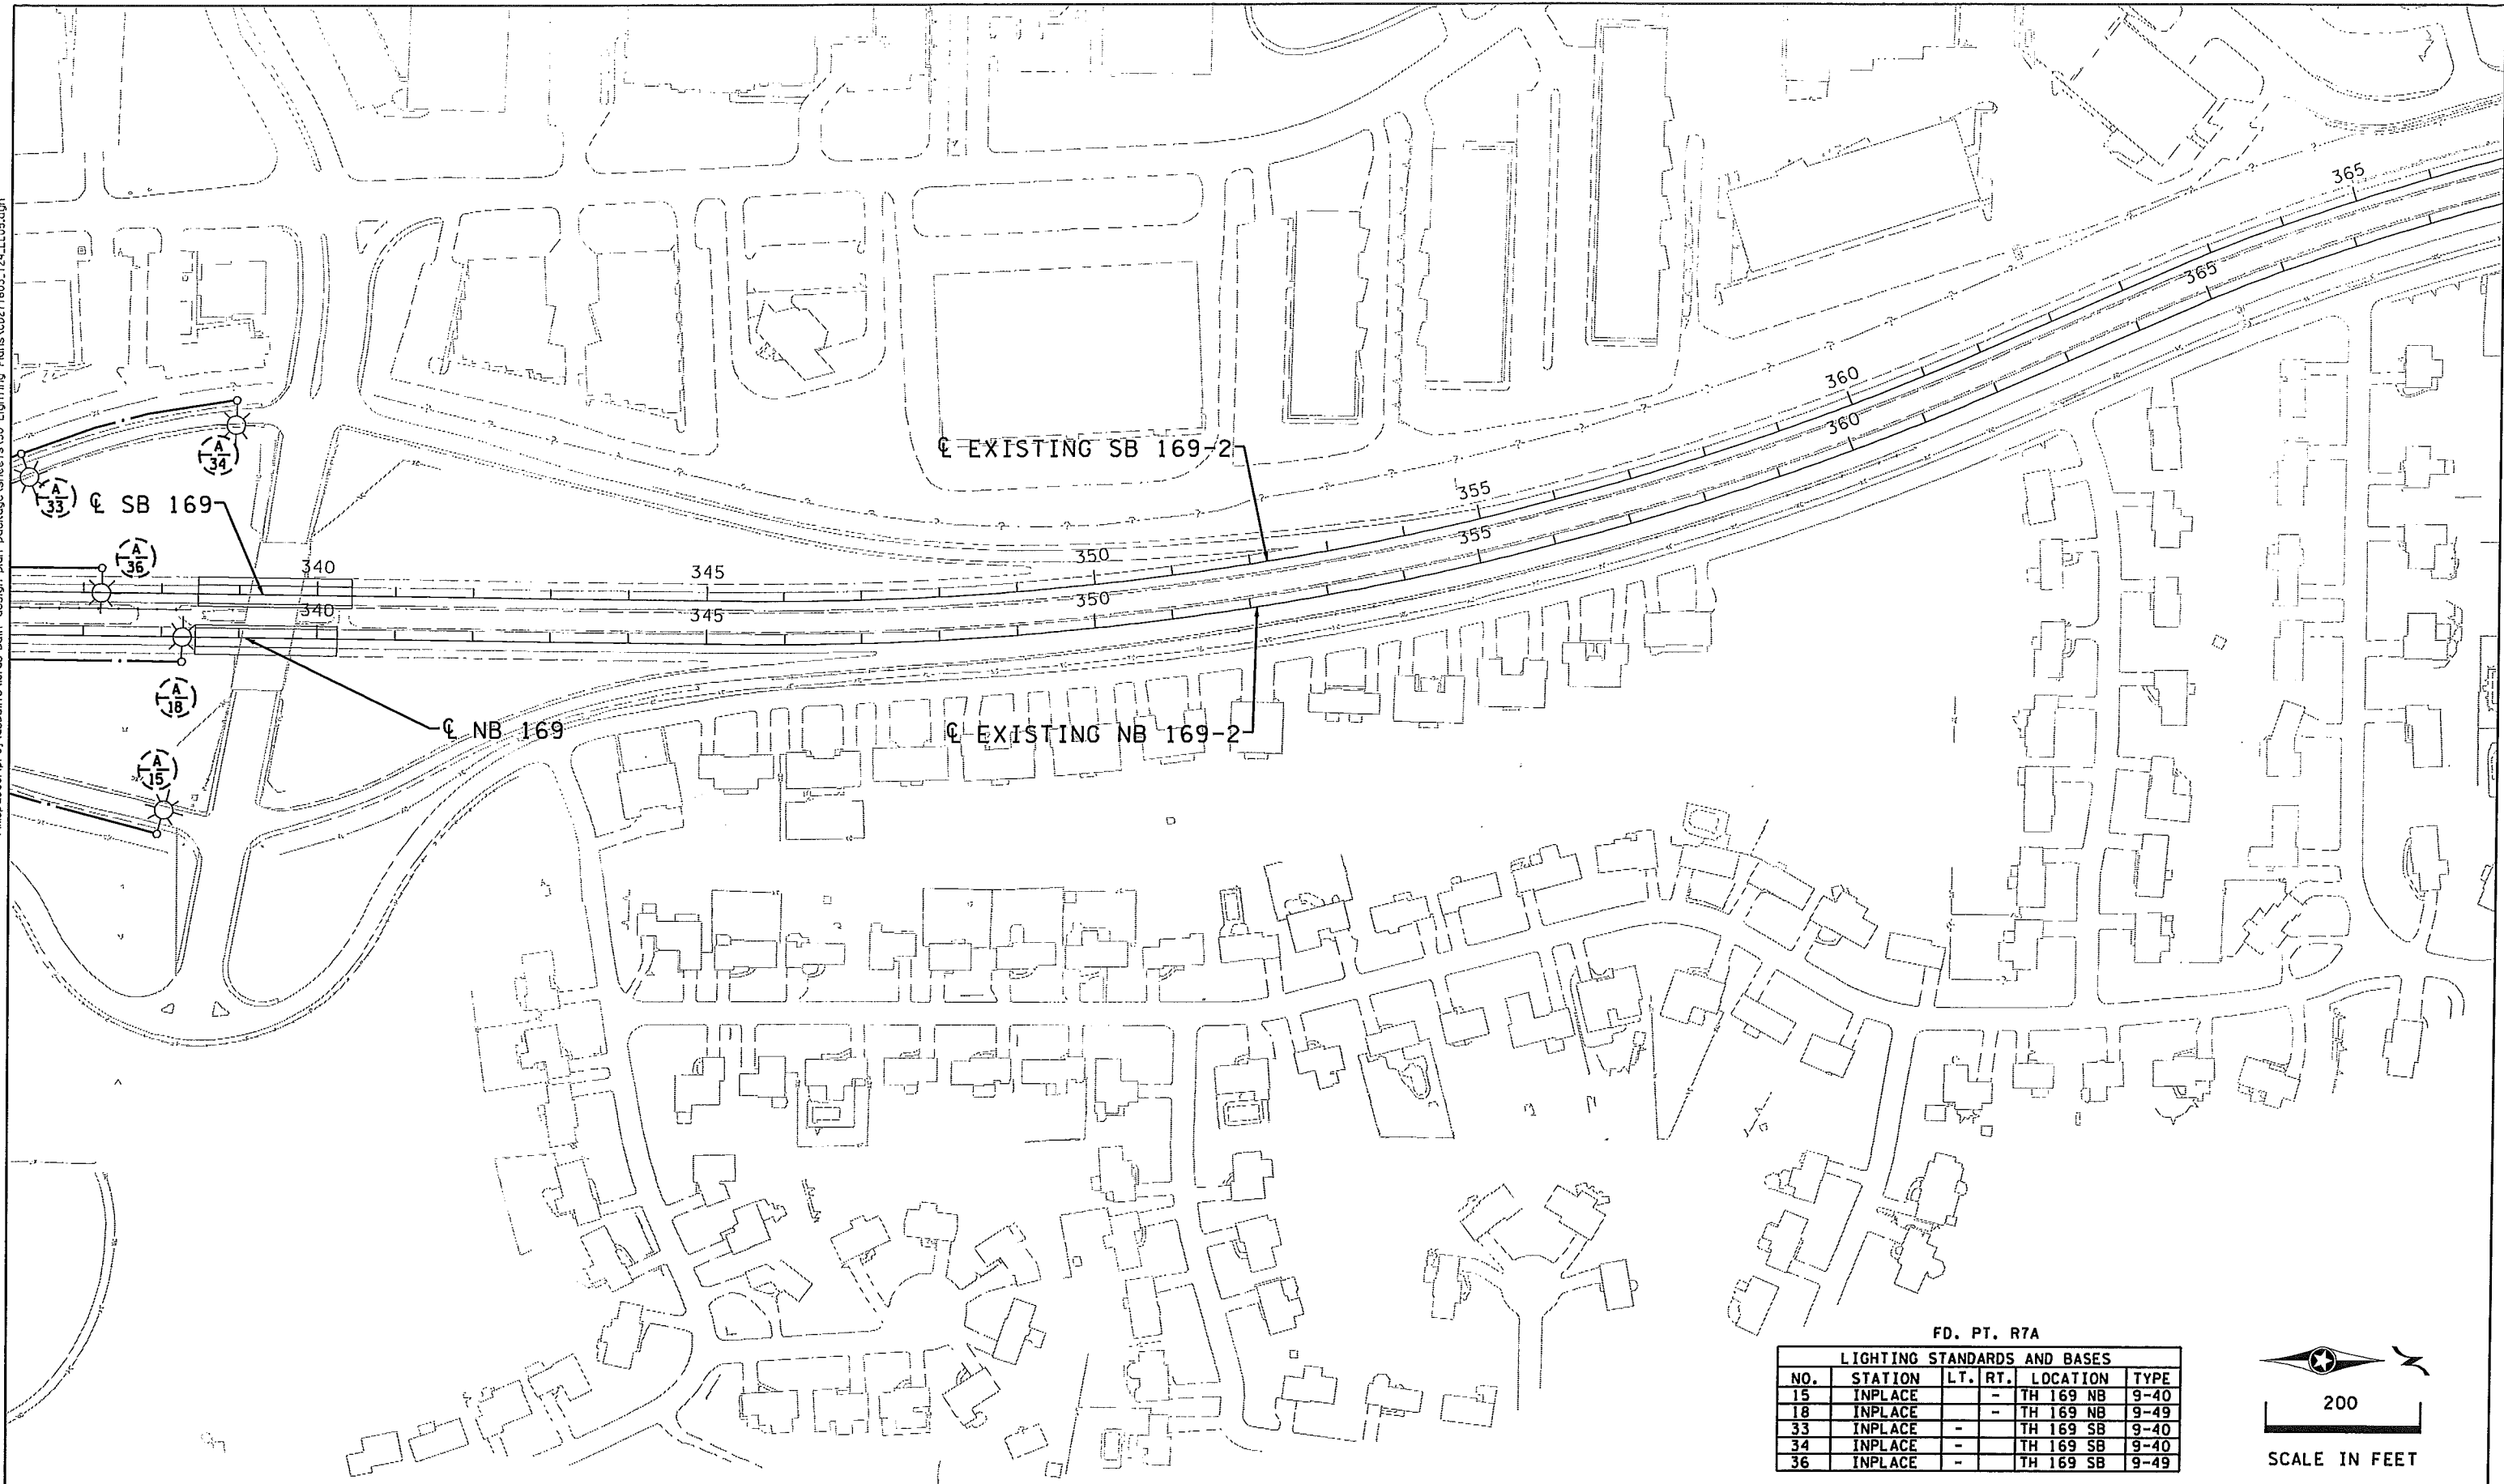 365
365
360
360
℄ EXISTING SB 169-2
A
34
A
33
℄ SB 169
355
355
A
36
350
350
340
345
340
345
A
18
℄ NB 169
℄ EXISTING NB 169-2
A
15
FD. PT. R7A
LIGHTING STANDARDS AND BASES
NO. STATION LT. RT. LOCATION TYPE
15 INPLACE - TH 169 NB 9-40
18 INPLACE - TH 169 NB 9-49
33 INPLACE - TH 169 SB 9-40
34 INPLACE - TH 169 SB 9-40
36 INPLACE - TH 169 SB 9-49
Z
200
SCALE IN FEET